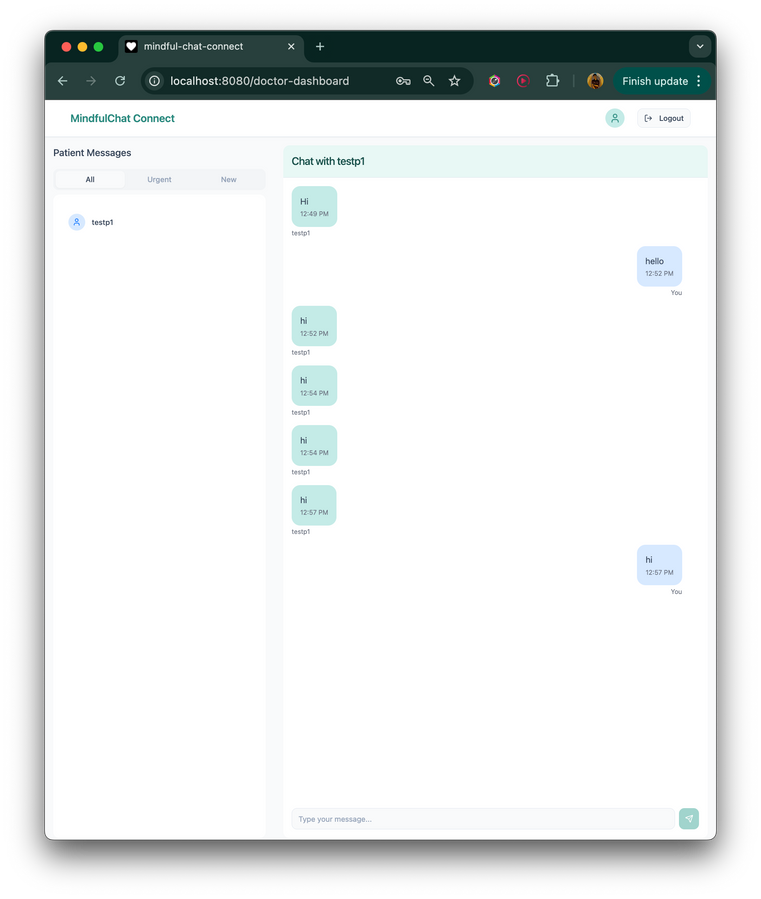 mindful-chat-connect
localhost:8080/doctor-dashboard
Finish update
MindfulChat Connect
Logout
Patient Messages
All
Urgent
New
testp1
Chat with testp1
Hi
12:49 PM
testp1
hello
12:52 PM
You
hi
12:52 PM
testp1
hi
12:54 PM
testp1
hi
12:54 PM
testp1
hi
12:57 PM
testp1
hi
12:57 PM
You
Type your message...